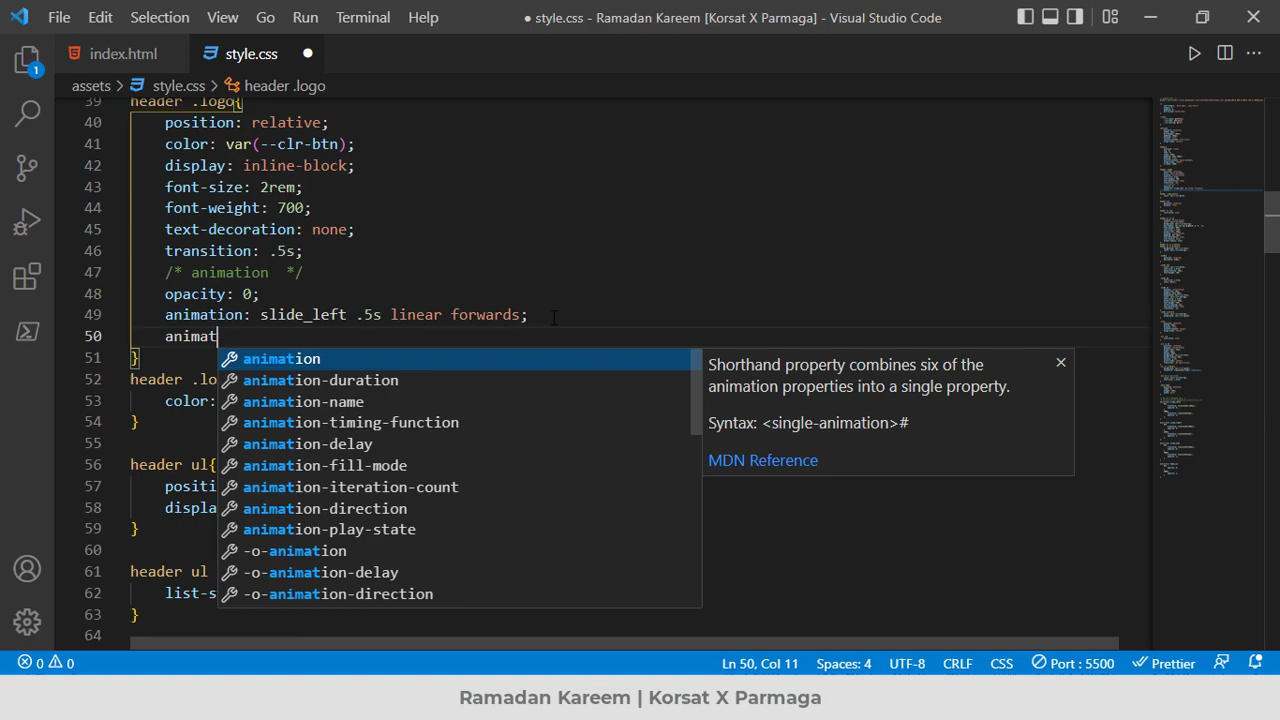 File Edit Selection View Go Run Terminal Help
● style.css - Ramadan Kareem [Korsat X Parmaga] - Visual Studio Code
index.html style.css
assets > style.css > header .logo
39 header .logo{
40 position: relative;
41 color: var(--clr-btn);
42 display: inline-block;
43 font-size: 2rem;
44 font-weight: 700;
45 text-decoration: none;
46 transition: .5s;
47 /* animation  */
48 opacity: 0;
49 animation: slide_left .5s linear forwards;
50 animat
51 }
52 header .lo
53 color:
54 }
55
56 header ul{
57 positi
58 displa
59 }
60
61 header ul
62 list-s
63 }
64
animation
animation-duration
animation-name
animation-timing-function
animation-delay
animation-fill-mode
animation-iteration-count
animation-direction
animation-play-state
-o-animation
-o-animation-delay
-o-animation-direction
Shorthand property combines six of the
animation properties into a single property.
Syntax: <single-animation>#
MDN Reference
1
0 0 Ln 50, Col 11 Spaces: 4 UTF-8 CRLF CSS Port : 5500 Prettier
Ramadan Kareem | Korsat X Parmaga